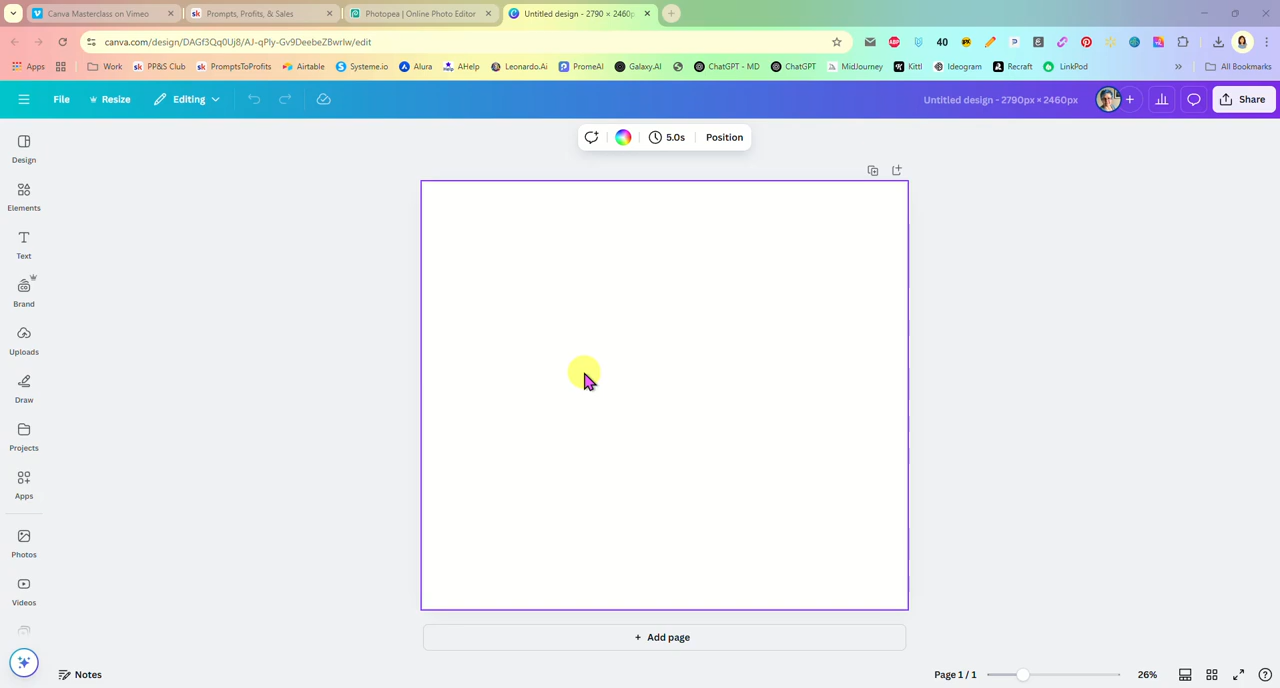 Canva Masterclass on Vimeo
Prompts, Profits, & Sales
Photopea | Online Photo Editor
Untitled design - 2790 × 2460p
canva.com/design/DAGf3Qq0Uj8/AJ-qPIy-Gv9DeebeZBwrIw/edit
40
Apps
Work
PP&S Club
PromptsToProfits
Airtable
Systeme.io
Alura
AHelp
Leonardo.Ai
PromeAI
Galaxy.AI
ChatGPT - MD
ChatGPT
MidJourney
Kittl
Ideogram
Recraft
LinkPod
All Bookmarks
File
Resize
Editing
Untitled design - 2790px × 2460px
Share
5.0s
Position
Design
Elements
Text
Brand
Uploads
Draw
Projects
Apps
Photos
Videos
+ Add page
Notes
Page 1 / 1
26%